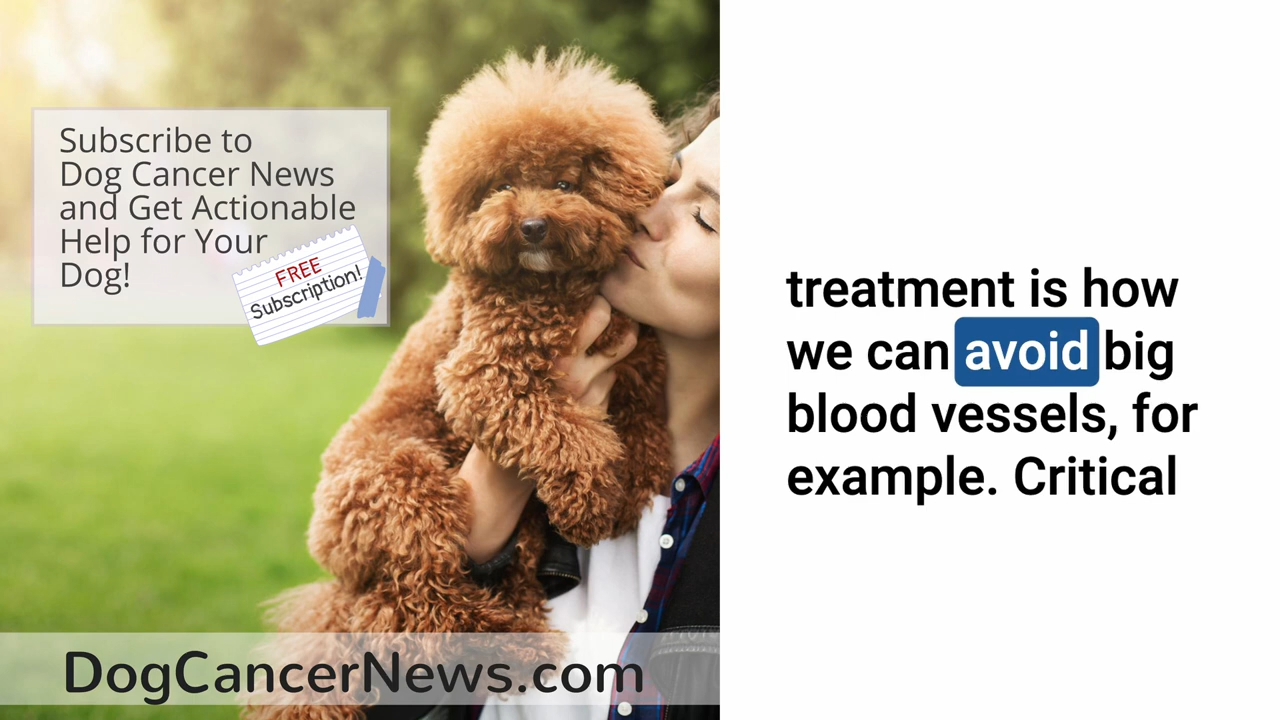 Subscribe to
Dog Cancer News
and Get Actionable
Help for Your
Dog!
FREE
Subscription!
DogCancerNews.com
treatment is how
we can avoid big
blood vessels, for
example. Critical